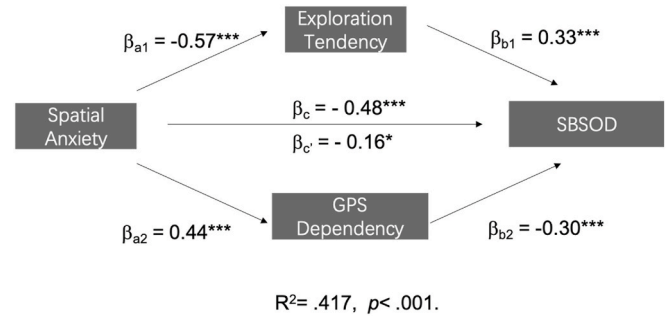 Exploration
Tendency
βa1 = -0.57***
βb1 = 0.33***
Spatial
Anxiety
βc = - 0.48***
βc' = - 0.16*
SBSOD
GPS
Dependency
βa2 = 0.44***
βb2 = -0.30***
R²= .417, p< .001.